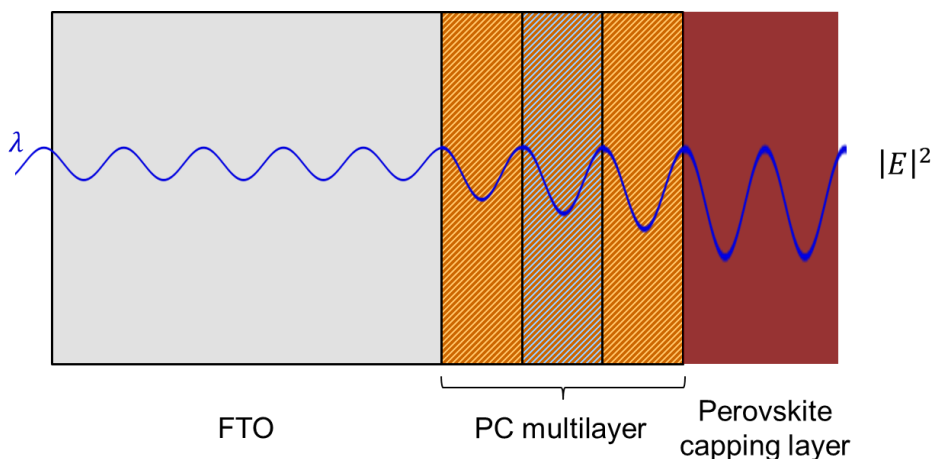 λ
|E|²
FTO
PC multilayer
Perovskite
capping layer